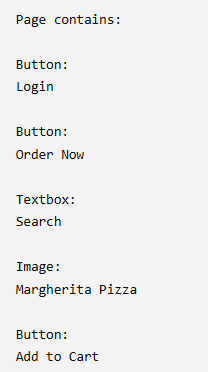 Page contains:
Button:
Login
Button:
Order Now
Textbox:
Search
Image:
Margherita Pizza
Button:
Add to Cart